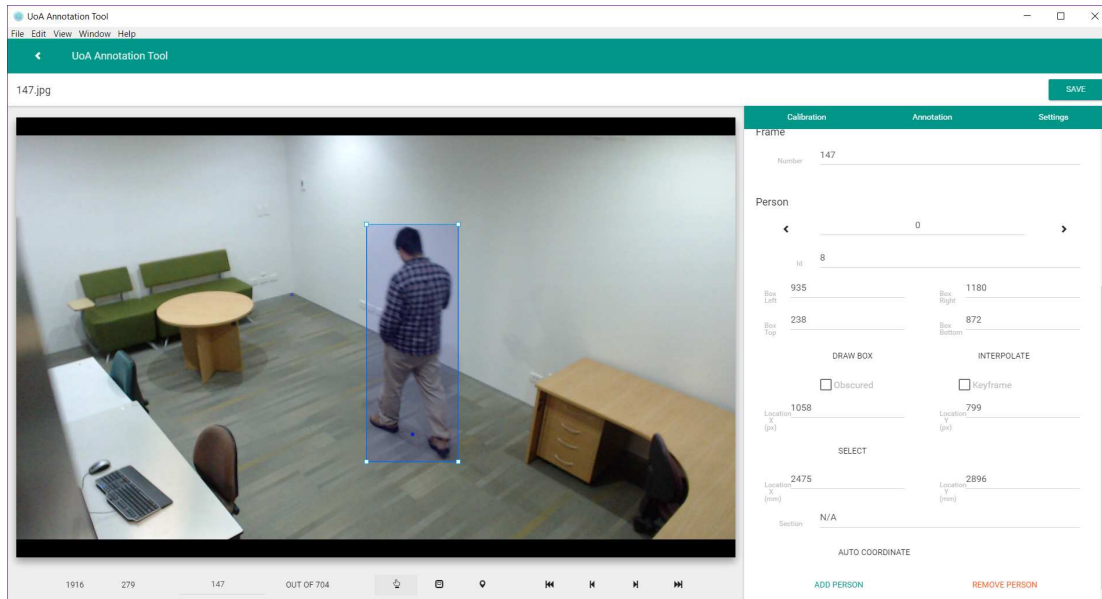 UoA Annotation Tool
File Edit View Window Help
UoA Annotation Tool
147.jpg
SAVE
Calibration Annotation Settings
Frame
Number 147
Person
0
Id 8
Box Left 935 Box Right 1180
Box Top 238 Box Bottom 872
DRAW BOX INTERPOLATE
Obscured Keyframe
Location X (px) 1058 Location Y (px) 799
SELECT
Location X (mm) 2475 Location Y (mm) 2896
Section N/A
AUTO COORDINATE
ADD PERSON REMOVE PERSON
1916 279 147 OUT OF 704